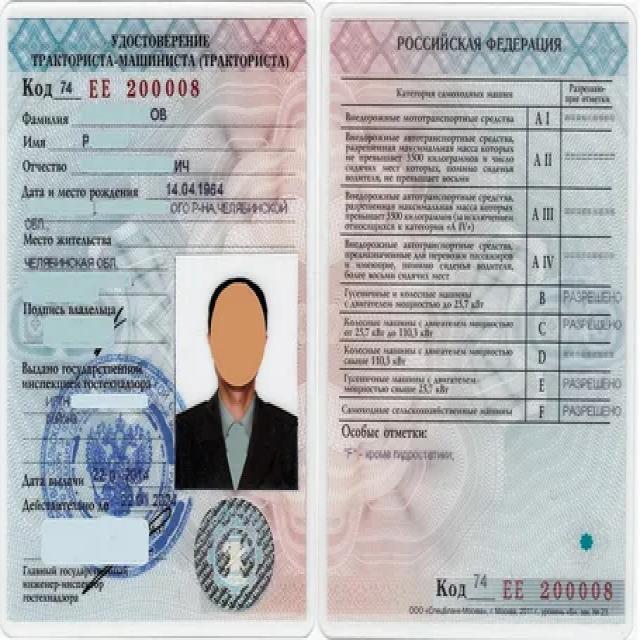 УДОСТОВЕРЕНИЕ
ТРАКТОРИСТА-МАШИНИСТА (ТРАКТОРИСТА)
Код 74 ЕЕ 200008
Фамилия ОВ
Имя Р
Отчество ИЧ
Дата и место рождения 14.04.1964
ОГО Р-НА,ЧЕЛЯБИНСКОЙ
ОБЛ.,
Место жительства
ЧЕЛЯБИНСКАЯ ОБЛ,
Подпись владельца
Выдано государственной
инспекцией гостехнадзора
Дата выдачи 2014
Действительно до 2024
Главный государственный
инженер-инспектор
гостехнадзора
РОССИЙСКАЯ ФЕДЕРАЦИЯ
Категория самоходных машин Разрешаю-
щие отметки
Внедорожные мототранспортные средства А I
Внедорожные автотранспортные средства,
разрешенная максимальная масса которых
не превышает 3500 килограммов и число
сидячих мест которых, помимо сиденья
водителя, не превышает восьми А II
Внедорожные автотранспортные средства,
разрешенная максимальная масса которых
превышает 3500 килограммов (за исключением
относящихся к категории «А IV») А III
Внедорожные автотранспортные средства,
предназначенные для перевозки пассажиров
и имеющие, помимо сиденья водителя,
более восьми сидячих мест А IV
Гусеничные и колесные машины
с двигателем мощностью до 25,7 кВт В РАЗРЕШЕНО
Колесные машины с двигателем мощностью
от 25,7 кВт до 110,3 кВт С РАЗРЕШЕНО
Колесные машины с двигателем мощностью
свыше 110,3 кВт D
Гусеничные машины с двигателем
мощностью свыше 25,7 кВт Е РАЗРЕШЕНО
Самоходные сельскохозяйственные машины F РАЗРЕШЕНО
Особые отметки:
"F" - кроме гидростатики;
Код 74 ЕЕ 200008
ООО «СпецБланк-Москва», г. Москва, 2011 г., уровень «Б»